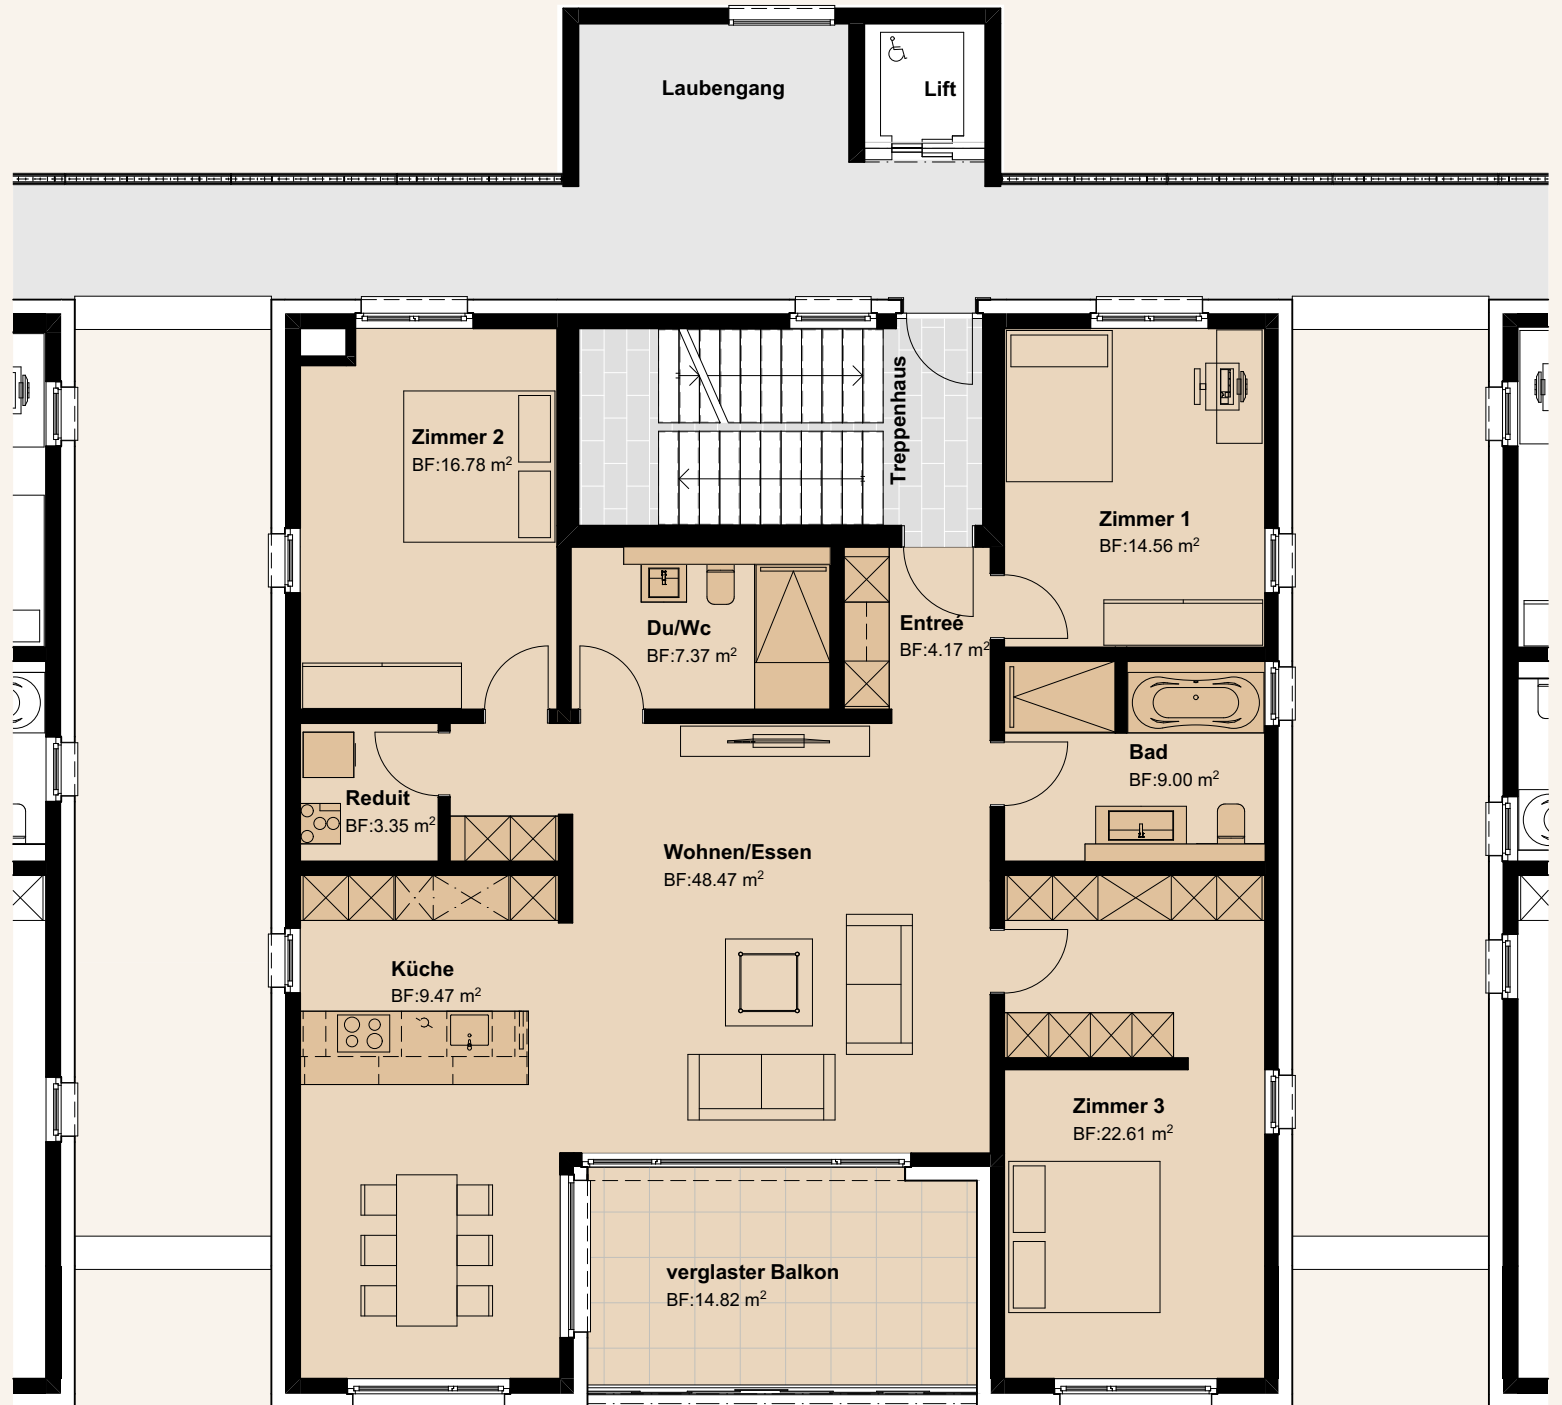 Laubengang
Lift
Treppenhaus
Zimmer 2
BF:16.78 m²
Zimmer 1
BF:14.56 m²
Du/Wc
BF:7.37 m²
Entreé
BF:4.17 m²
Bad
BF:9.00 m²
Reduit
BF:3.35 m²
Wohnen/Essen
BF:48.47 m²
Küche
BF:9.47 m²
Zimmer 3
BF:22.61 m²
verglaster Balkon
BF:14.82 m²